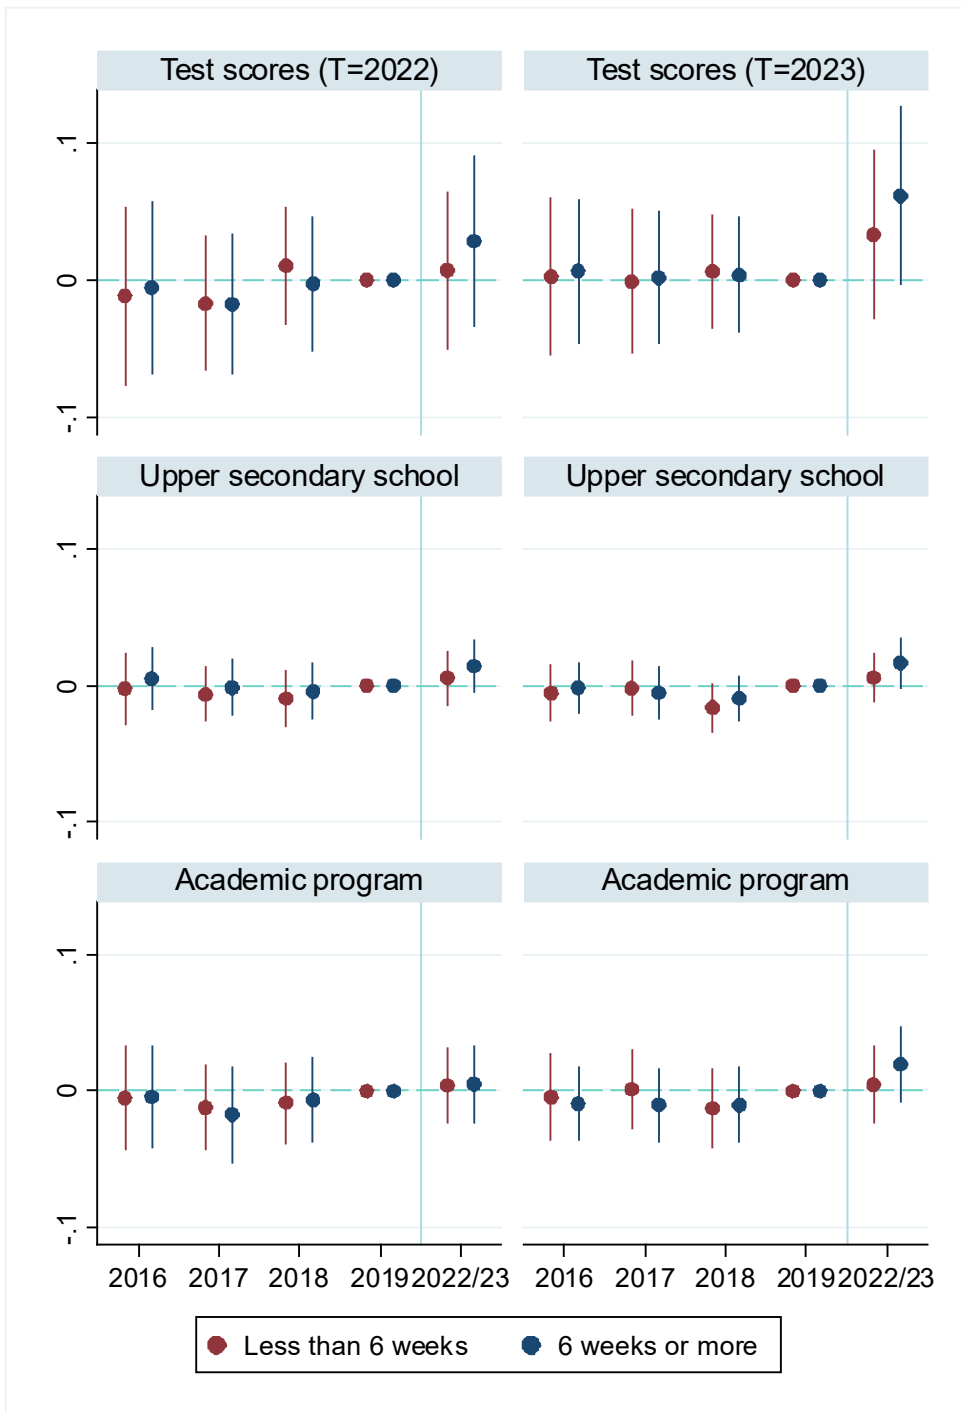 Test scores (T=2022) Test scores (T=2023)
.1
0
-.1
Upper secondary school Upper secondary school
.1
0
-.1
Academic program Academic program
.1
0
-.1
2016 2017 2018 2019 2022/23 2016 2017 2018 2019 2022/23
Less than 6 weeks 6 weeks or more